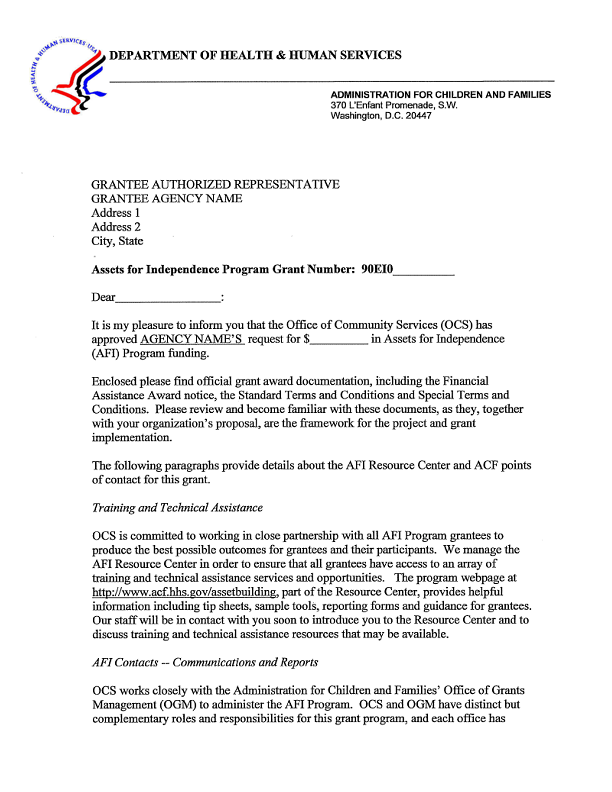 DEPARTMENT OF HEALTH & HUMAN SERVICES USA
DEPARTMENT OF HEALTH & HUMAN SERVICES
ADMINISTRATION FOR CHILDREN AND FAMILIES
370 L'Enfant Promenade, S.W.
Washington, D.C. 20447
GRANTEE AUTHORIZED REPRESENTATIVE
GRANTEE AGENCY NAME
Address 1
Address 2
City, State
Assets for Independence Program Grant Number: 90EI0__________
Dear__________________:
It is my pleasure to inform you that the Office of Community Services (OCS) has
approved AGENCY NAME'S request for $__________ in Assets for Independence
(AFI) Program funding.
Enclosed please find official grant award documentation, including the Financial
Assistance Award notice, the Standard Terms and Conditions and Special Terms and
Conditions. Please review and become familiar with these documents, as they, together
with your organization's proposal, are the framework for the project and grant
implementation.
The following paragraphs provide details about the AFI Resource Center and ACF points
of contact for this grant.
Training and Technical Assistance
OCS is committed to working in close partnership with all AFI Program grantees to
produce the best possible outcomes for grantees and their participants. We manage the
AFI Resource Center in order to ensure that all grantees have access to an array of
training and technical assistance services and opportunities. The program webpage at
http://www.acf.hhs.gov/assetbuilding, part of the Resource Center, provides helpful
information including tip sheets, sample tools, reporting forms and guidance for grantees.
Our staff will be in contact with you soon to introduce you to the Resource Center and to
discuss training and technical assistance resources that may be available.
AFI Contacts -- Communications and Reports
OCS works closely with the Administration for Children and Families' Office of Grants
Management (OGM) to administer the AFI Program. OCS and OGM have distinct but
complementary roles and responsibilities for this grant program, and each office has